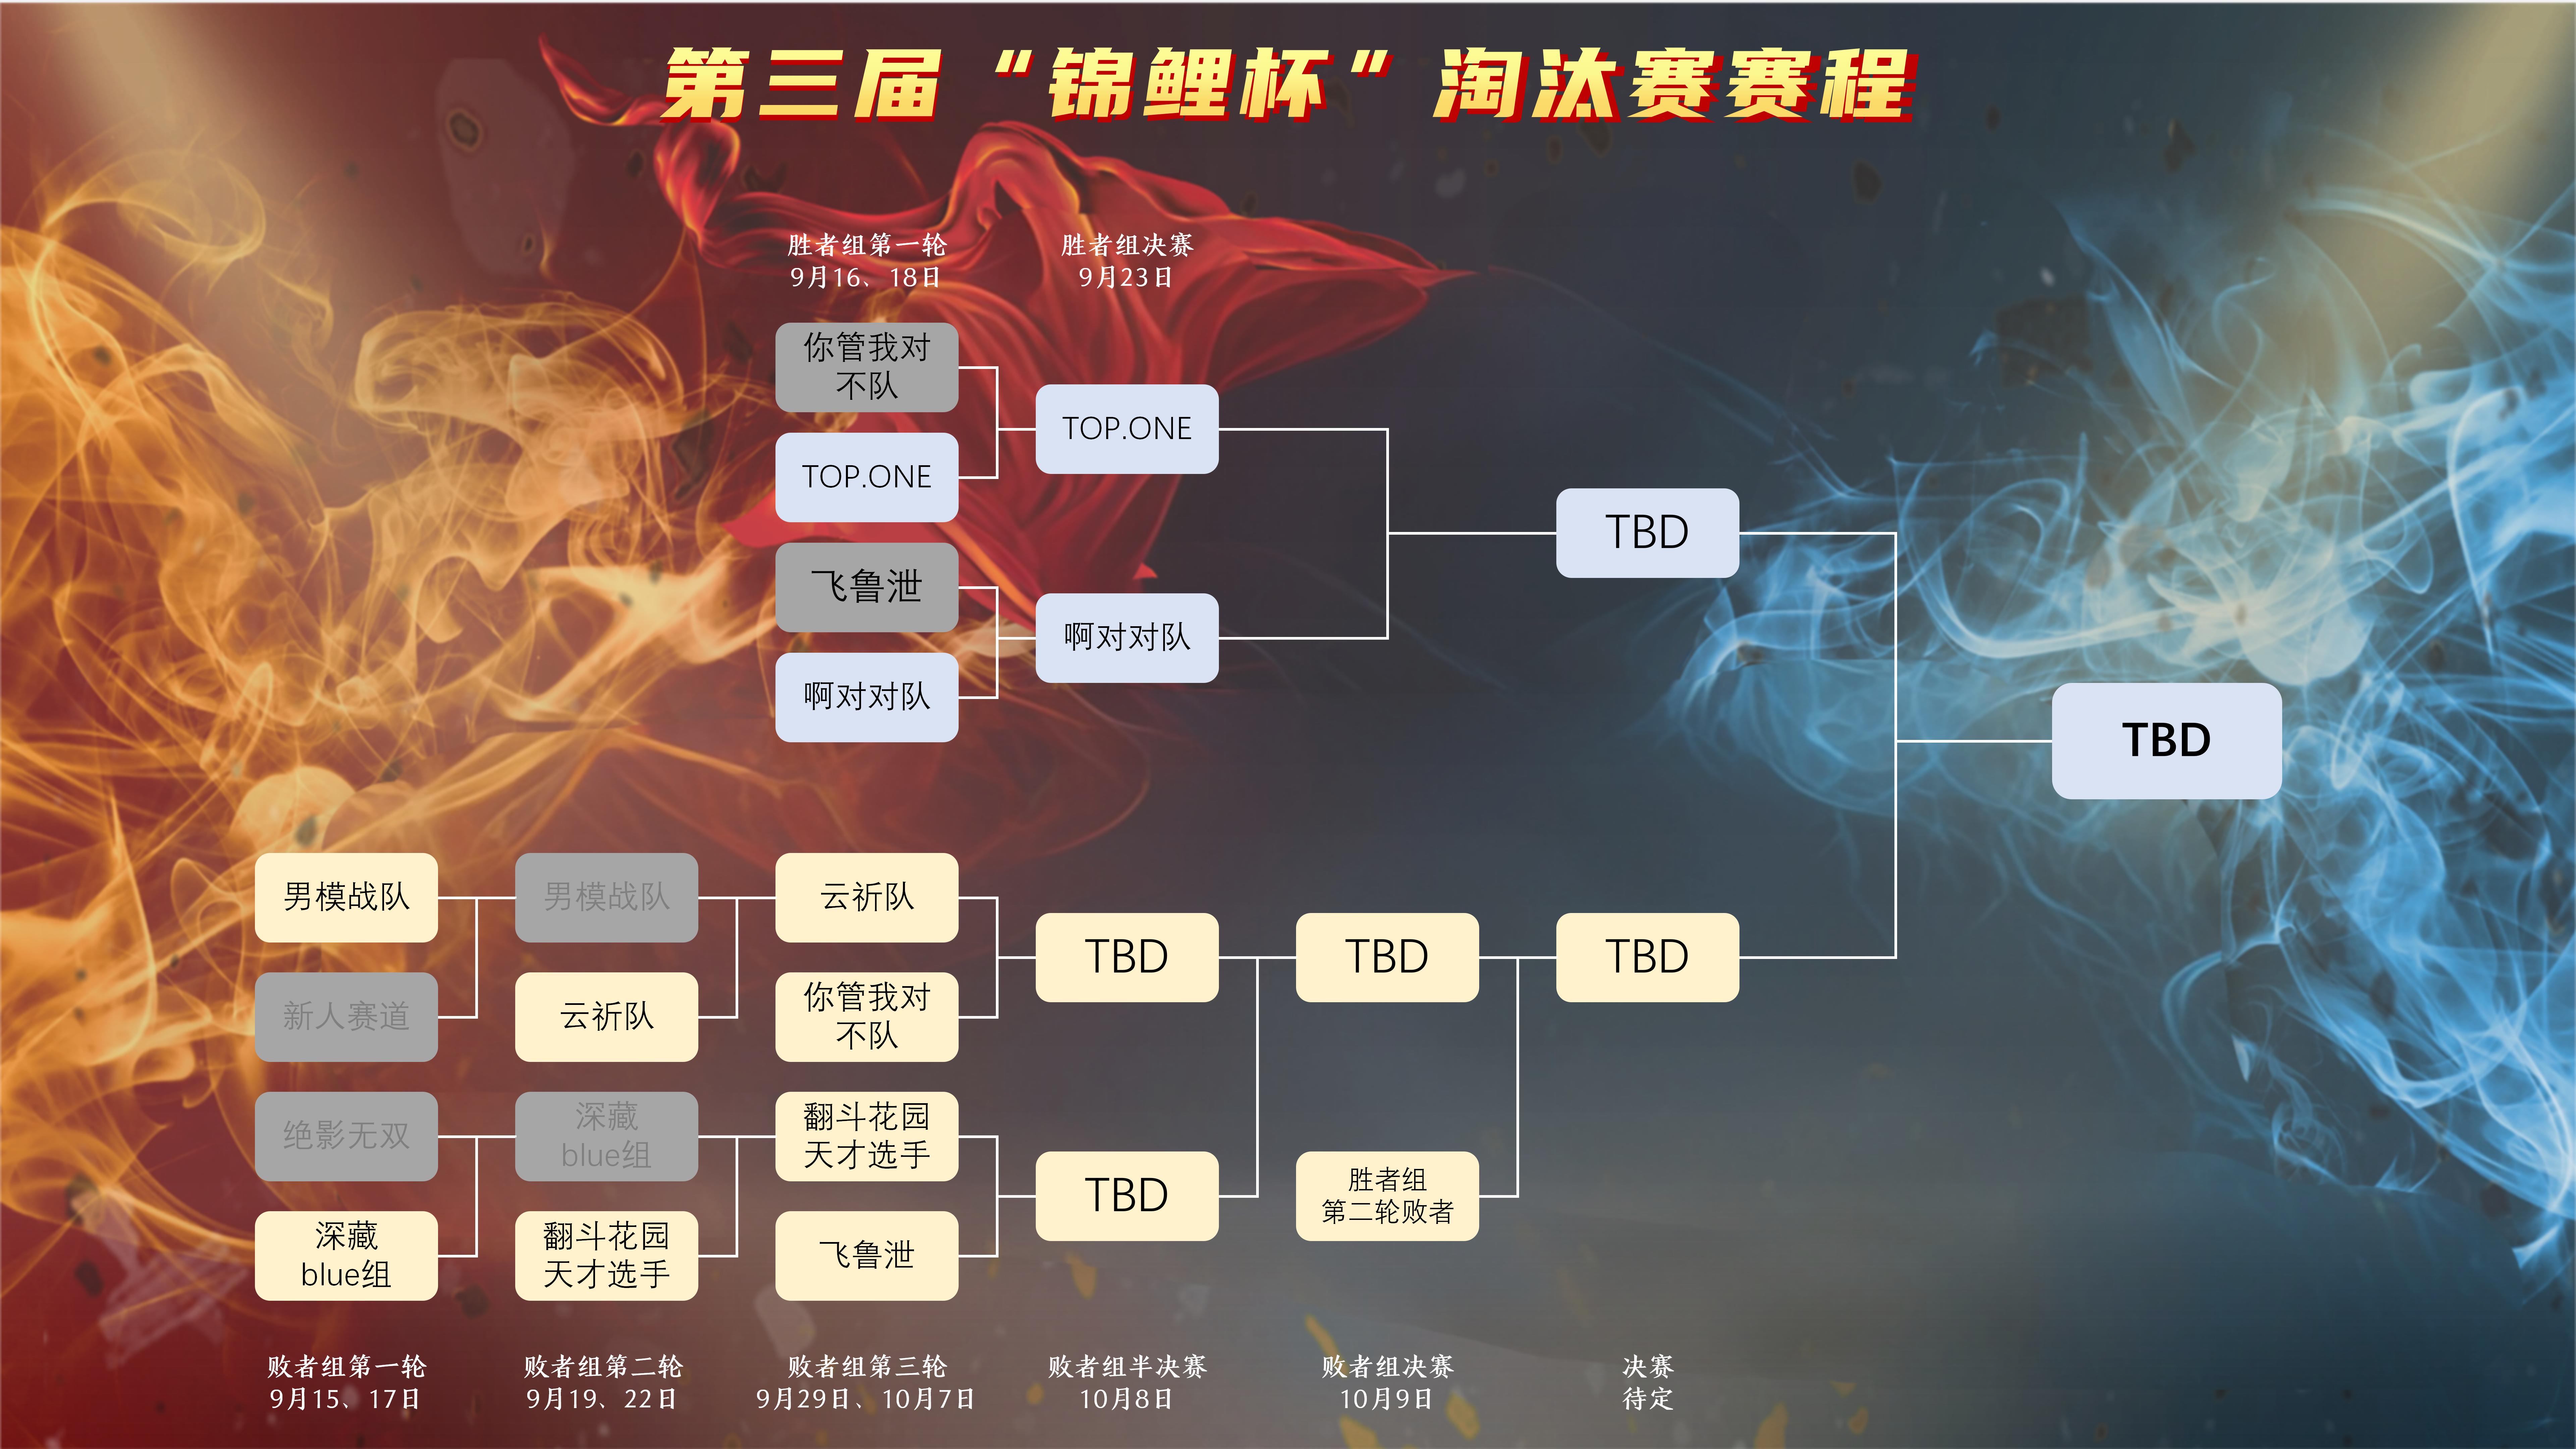 第三届“锦鲤杯”淘汰赛赛程
胜者组第一轮
9月16、18日
胜者组决赛
9月23日
你管我对
不队
TOP.ONE
TOP.ONE
飞鲁泄
啊对对队
啊对对队
TBD
TBD
男模战队
男模战队
云祈队
新人赛道
云祈队
你管我对
不队
TBD
TBD
TBD
绝影无双
深藏
blue组
翻斗花园
天才选手
深藏
blue组
翻斗花园
天才选手
飞鲁泄
TBD
胜者组
第二轮败者
败者组第一轮
9月15、17日
败者组第二轮
9月19、22日
败者组第三轮
9月29日、10月7日
败者组半决赛
10月8日
败者组决赛
10月9日
决赛
待定